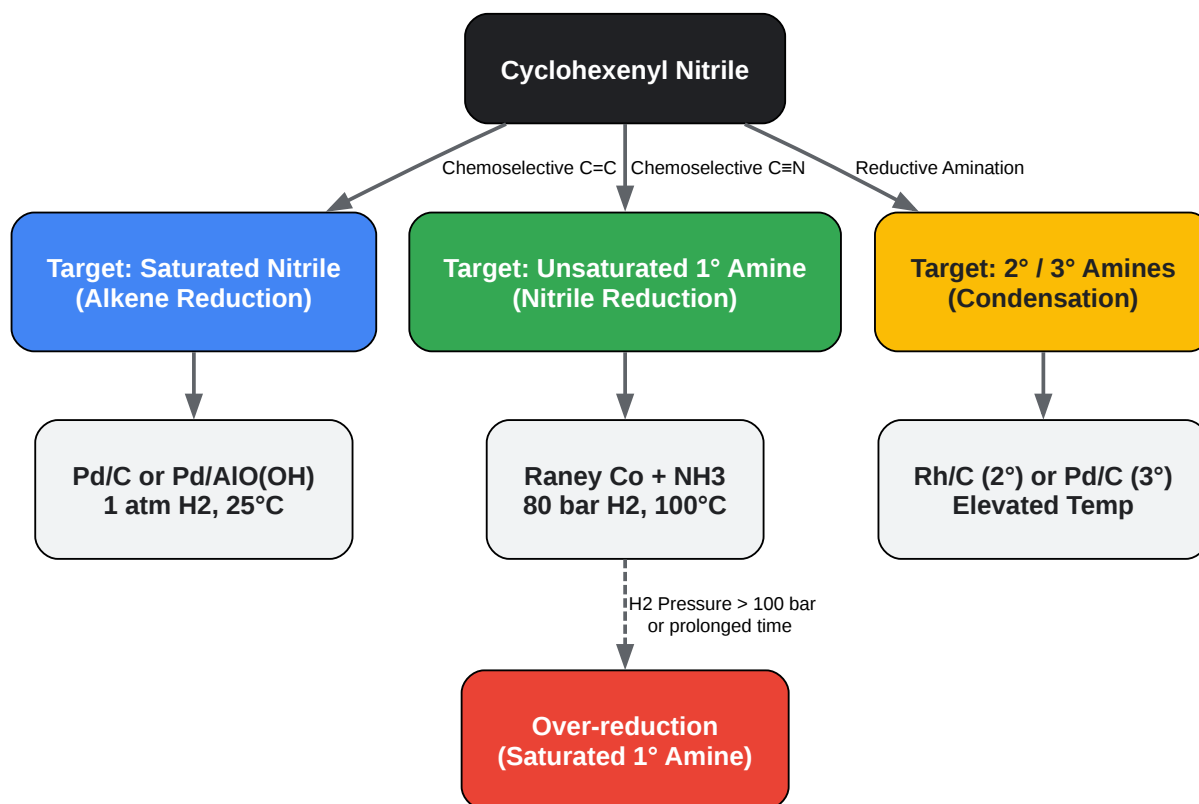 Cyclohexenyl Nitrile
Chemoselective C=C
Chemoselective C≡N
Reductive Amination
Target: Saturated Nitrile
(Alkene Reduction)
Target: Unsaturated 1° Amine
(Nitrile Reduction)
Target: 2° / 3° Amines
(Condensation)
Pd/C or Pd/AlO(OH)
1 atm H2, 25°C
Raney Co + NH3
80 bar H2, 100°C
Rh/C (2°) or Pd/C (3°)
Elevated Temp
H2 Pressure > 100 bar
or prolonged time
Over-reduction
(Saturated 1° Amine)